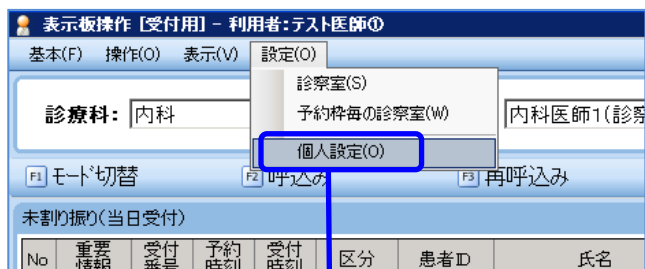 表示板操作 [受付用] - 利用者:テスト医師①
基本(F) 操作(O) 表示(V) 設定(O)
診察室(S)
予約枠毎の診察室(W)
個人設定(O)
診療科: 内科
内科医師1(診察
F1 モード切替 F2 呼込み F3 再呼込み
未割り振り(当日受付)
No 重要情報 受付番号 予約時刻 受付時刻 区分 患者ID 氏名